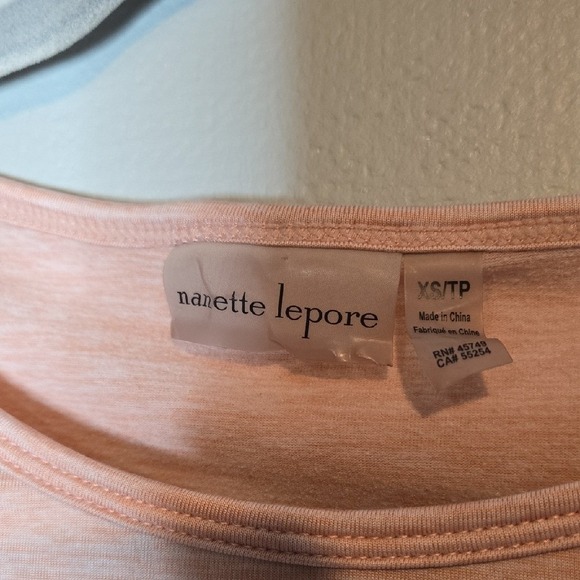 nanette lepore
XS/TP
Made in China
Fabriqué en Chine
RN# 45749
CA# 55254